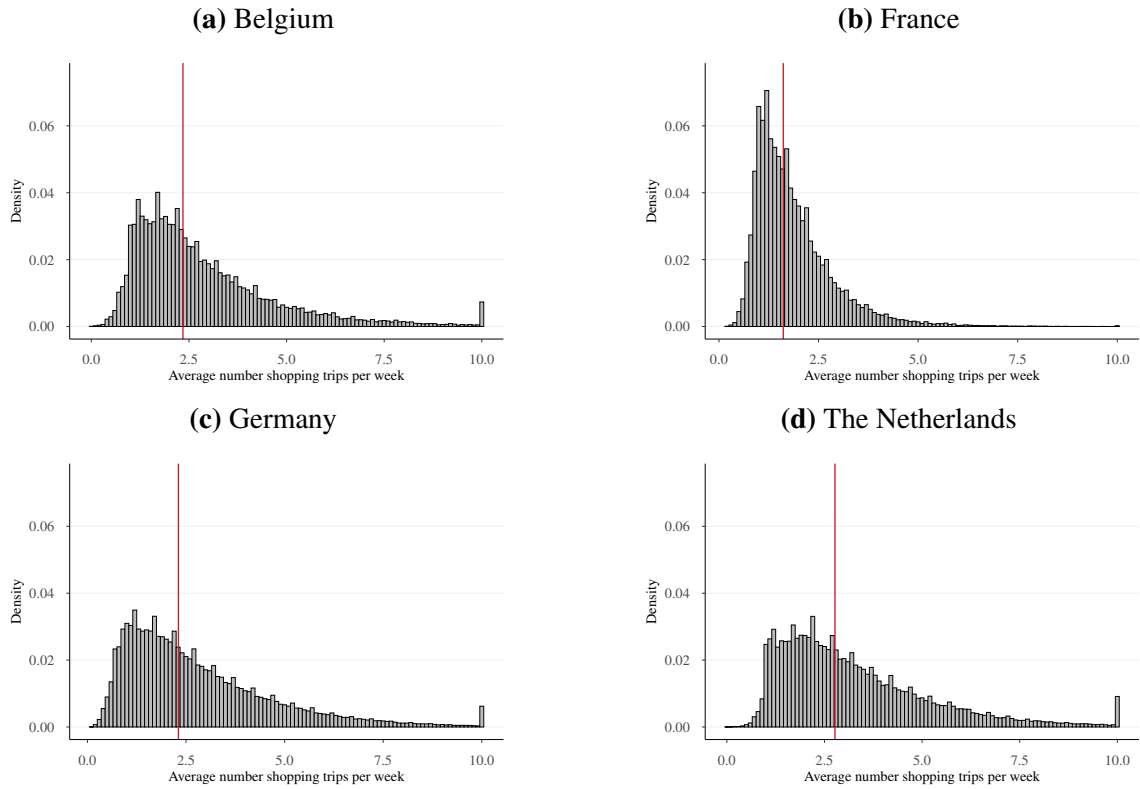 (a) Belgium
(b) France
0.06
0.04
0.02
0.00
Density
0.0 2.5 5.0 7.5 10.0
Average number shopping trips per week
0.06
0.04
0.02
0.00
Density
0.0 2.5 5.0 7.5 10.0
Average number shopping trips per week
(c) Germany
(d) The Netherlands
0.06
0.04
0.02
0.00
Density
0.0 2.5 5.0 7.5 10.0
Average number shopping trips per week
0.06
0.04
0.02
0.00
Density
0.0 2.5 5.0 7.5 10.0
Average number shopping trips per week